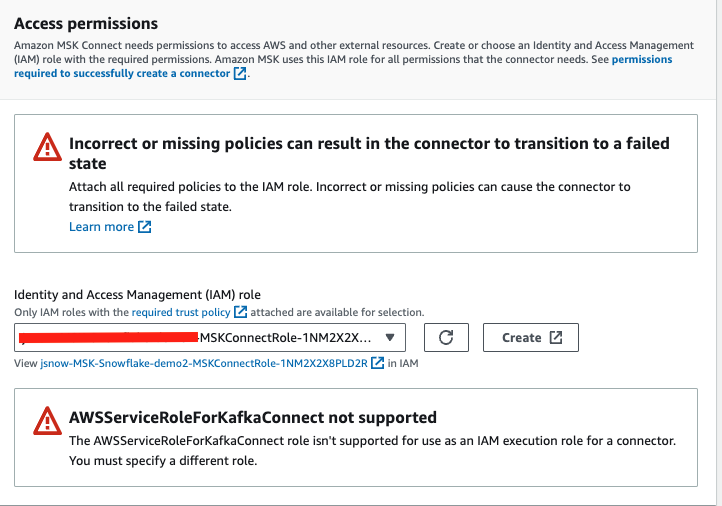 Access permissions
Amazon MSK Connect needs permissions to access AWS and other external resources. Create or choose an Identity and Access Management
(IAM) role with the required permissions. Amazon MSK uses this IAM role for all permissions that the connector needs. See permissions
required to successfully create a connector.
Incorrect or missing policies can result in the connector to transition to a failed
state
Attach all required policies to the IAM role. Incorrect or missing policies can cause the connector to
transition to the failed state.
Learn more
Identity and Access Management (IAM) role
Only IAM roles with the required trust policy attached are available for selection.
-MSKConnectRole-1NM2X2X...
Create
View jsnow-MSK-Snowflake-demo2-MSKConnectRole-1NM2X2X8PLD2R in IAM
AWSServiceRoleForKafkaConnect not supported
The AWSServiceRoleForKafkaConnect role isn't supported for use as an IAM execution role for a connector.
You must specify a different role.